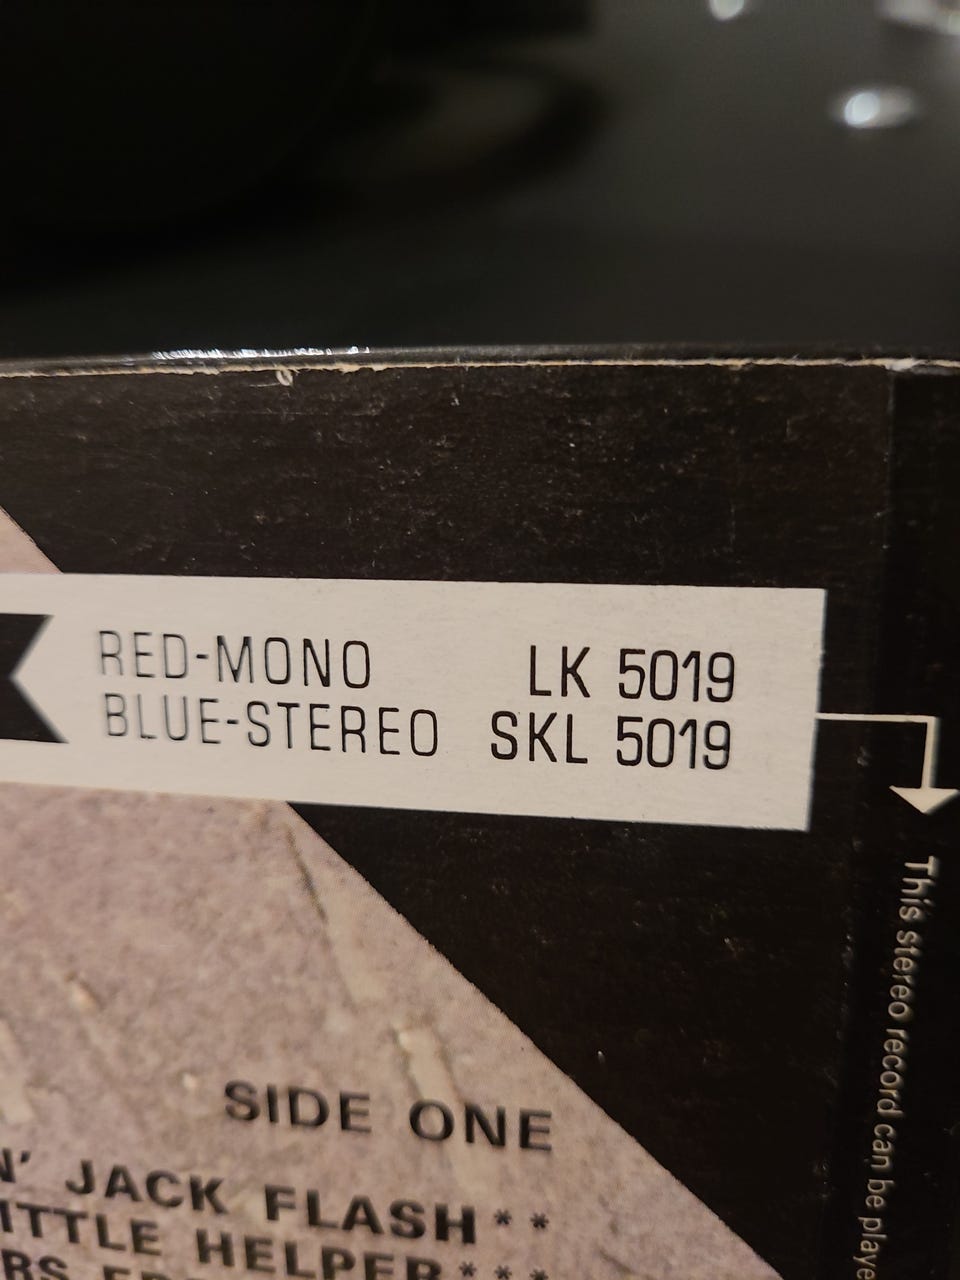 RED-MONO LK 5019
BLUE-STEREO SKL 5019
This stereo record can be playe
SIDE ONE
N' JACK FLASH**
ITTLE HELPER***